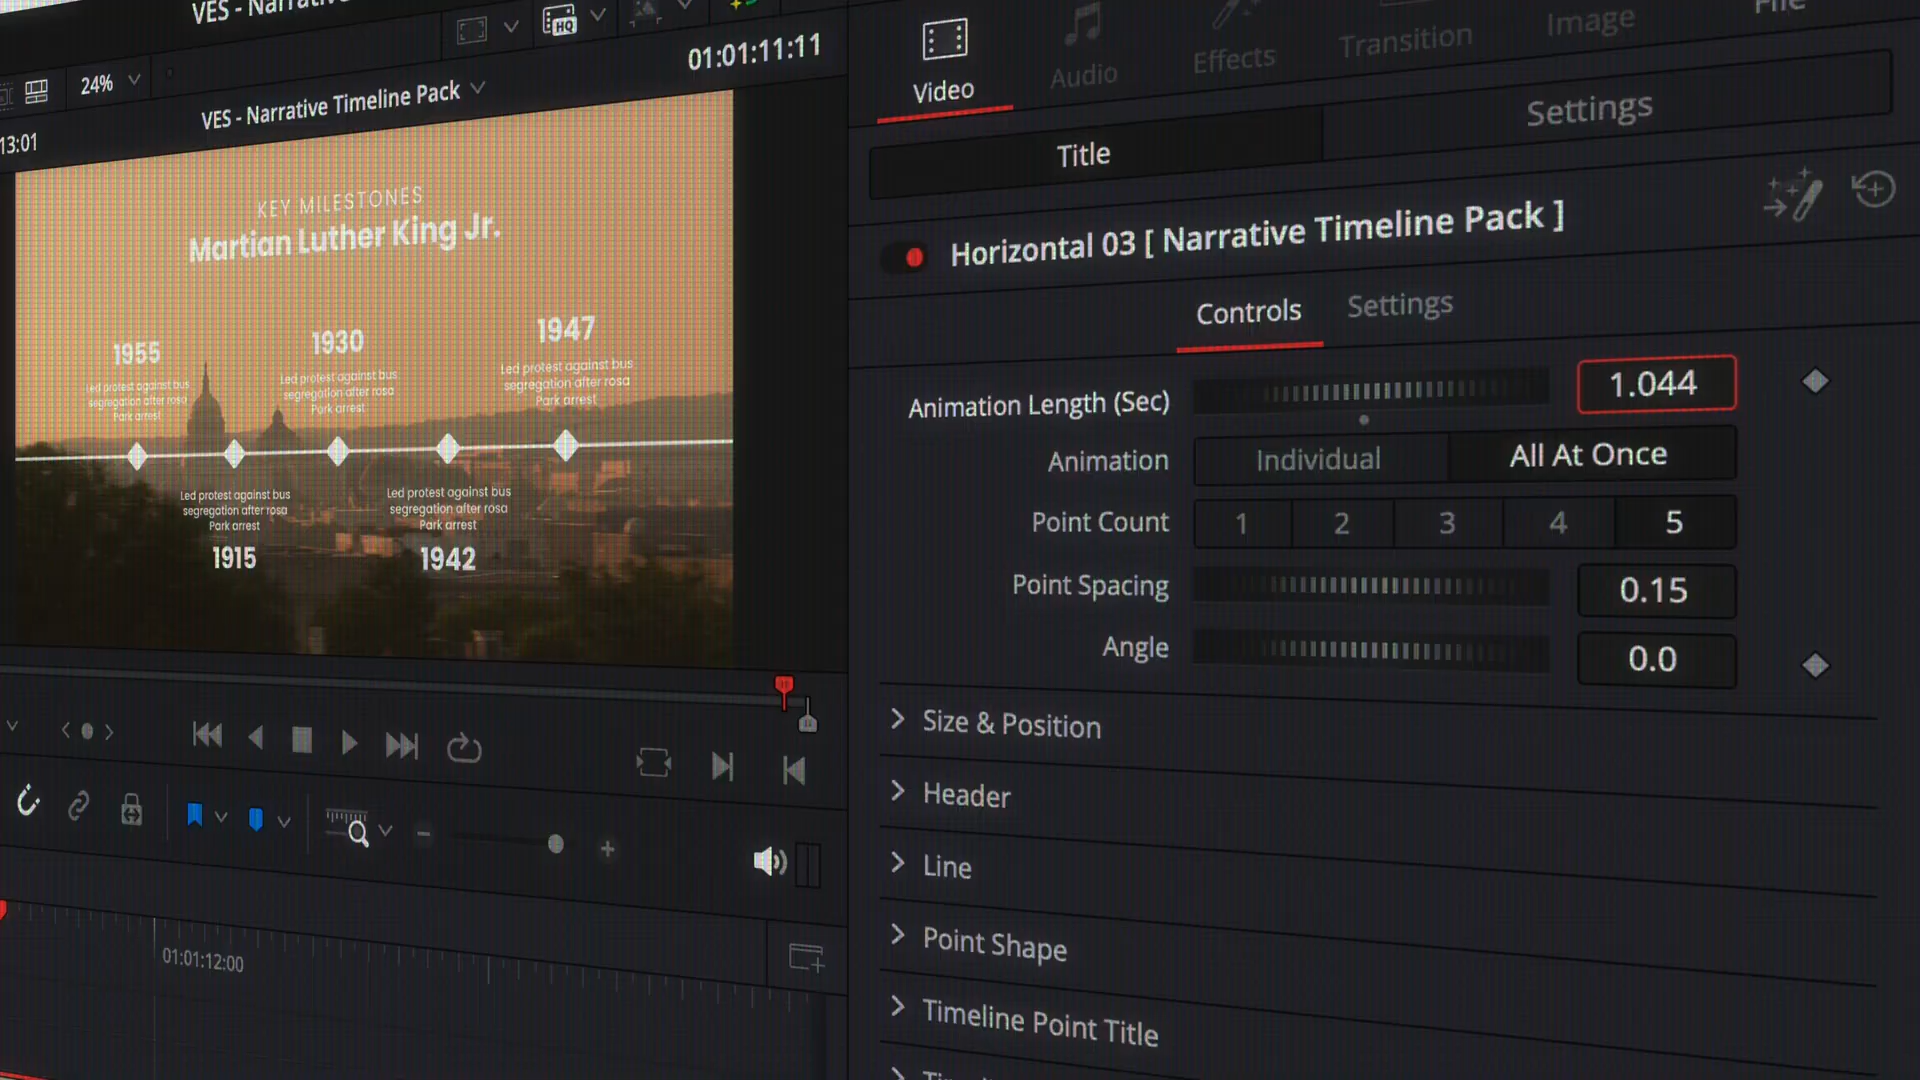 VES - Narrative
24%
01:01:11:11
VES - Narrative Timeline Pack
13:01
KEY MILESTONES
Martian Luther King Jr.
1955
Led protest against bus
segregation after rosa
Park arrest
1930
Led protest against bus
segregation after rosa
Park arrest
1947
Led protest against bus
segregation after rosa
Park arrest
Led protest against bus
segregation after rosa
Park arrest
1915
Led protest against bus
segregation after rosa
Park arrest
1942
01:01:12:00
Video
Audio
Effects
Transition
Image
File
Title
Settings
Horizontal 03 [ Narrative Timeline Pack ]
Controls
Settings
Animation Length (Sec)
1.044
Animation
Individual
All At Once
Point Count
1
2
3
4
5
Point Spacing
0.15
Angle
0.0
Size & Position
Header
Line
Point Shape
Timeline Point Title